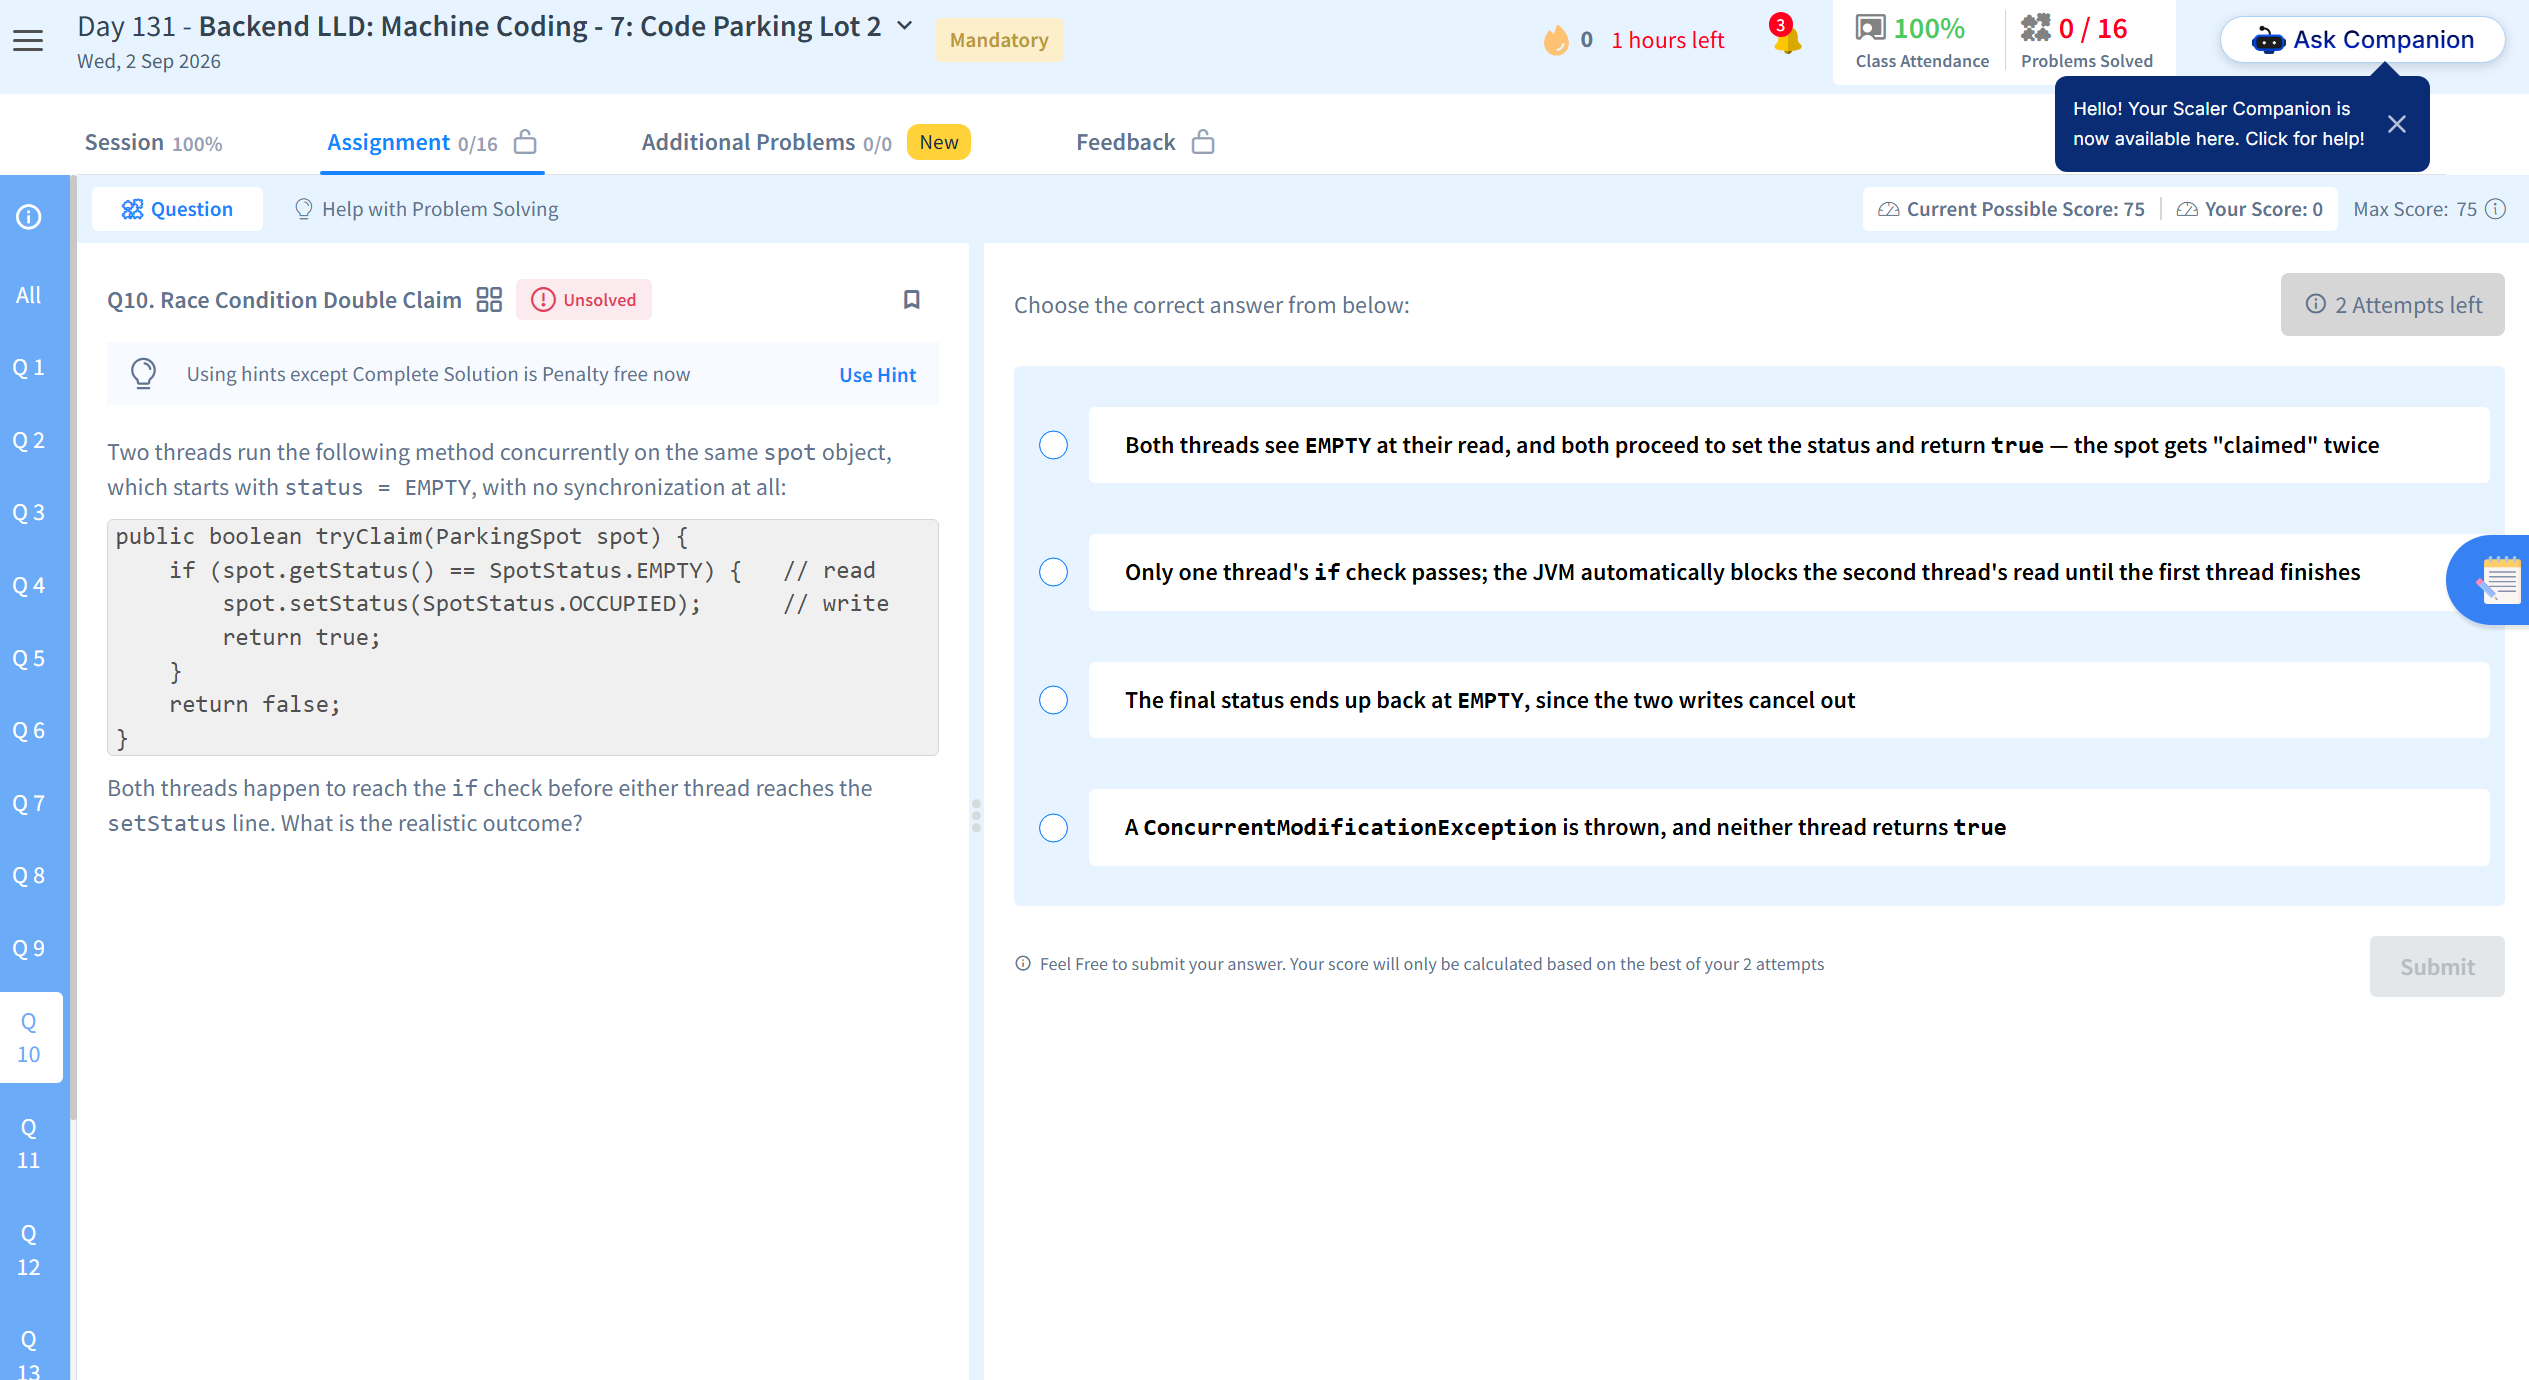 Day 131 - Backend LLD: Machine Coding - 7: Code Parking Lot 2
Wed, 2 Sep 2026
Mandatory
0
1 hours left
3
100%
Class Attendance
0 / 16
Problems Solved
Ask Companion
Hello! Your Scaler Companion is
now available here. Click for help!
Session 100%
Assignment 0/16
Additional Problems 0/0
New
Feedback
Question
Help with Problem Solving
Current Possible Score: 75
Your Score: 0
Max Score: 75
All
Q 1
Q 2
Q 3
Q 4
Q 5
Q 6
Q 7
Q 8
Q 9
Q
10
Q
11
Q
12
Q
13
Q10. Race Condition Double Claim
Unsolved
Using hints except Complete Solution is Penalty free now
Use Hint
Two threads run the following method concurrently on the same spot object,
which starts with status = EMPTY, with no synchronization at all:
public boolean tryClaim(ParkingSpot spot) {
    if (spot.getStatus() == SpotStatus.EMPTY) {   // read
        spot.setStatus(SpotStatus.OCCUPIED);      // write
        return true;
    }
    return false;
}
Both threads happen to reach the if check before either thread reaches the
setStatus line. What is the realistic outcome?
Choose the correct answer from below:
2 Attempts left
Both threads see EMPTY at their read, and both proceed to set the status and return true — the spot gets "claimed" twice
Only one thread's if check passes; the JVM automatically blocks the second thread's read until the first thread finishes
The final status ends up back at EMPTY, since the two writes cancel out
A ConcurrentModificationException is thrown, and neither thread returns true
Feel Free to submit your answer. Your score will only be calculated based on the best of your 2 attempts
Submit